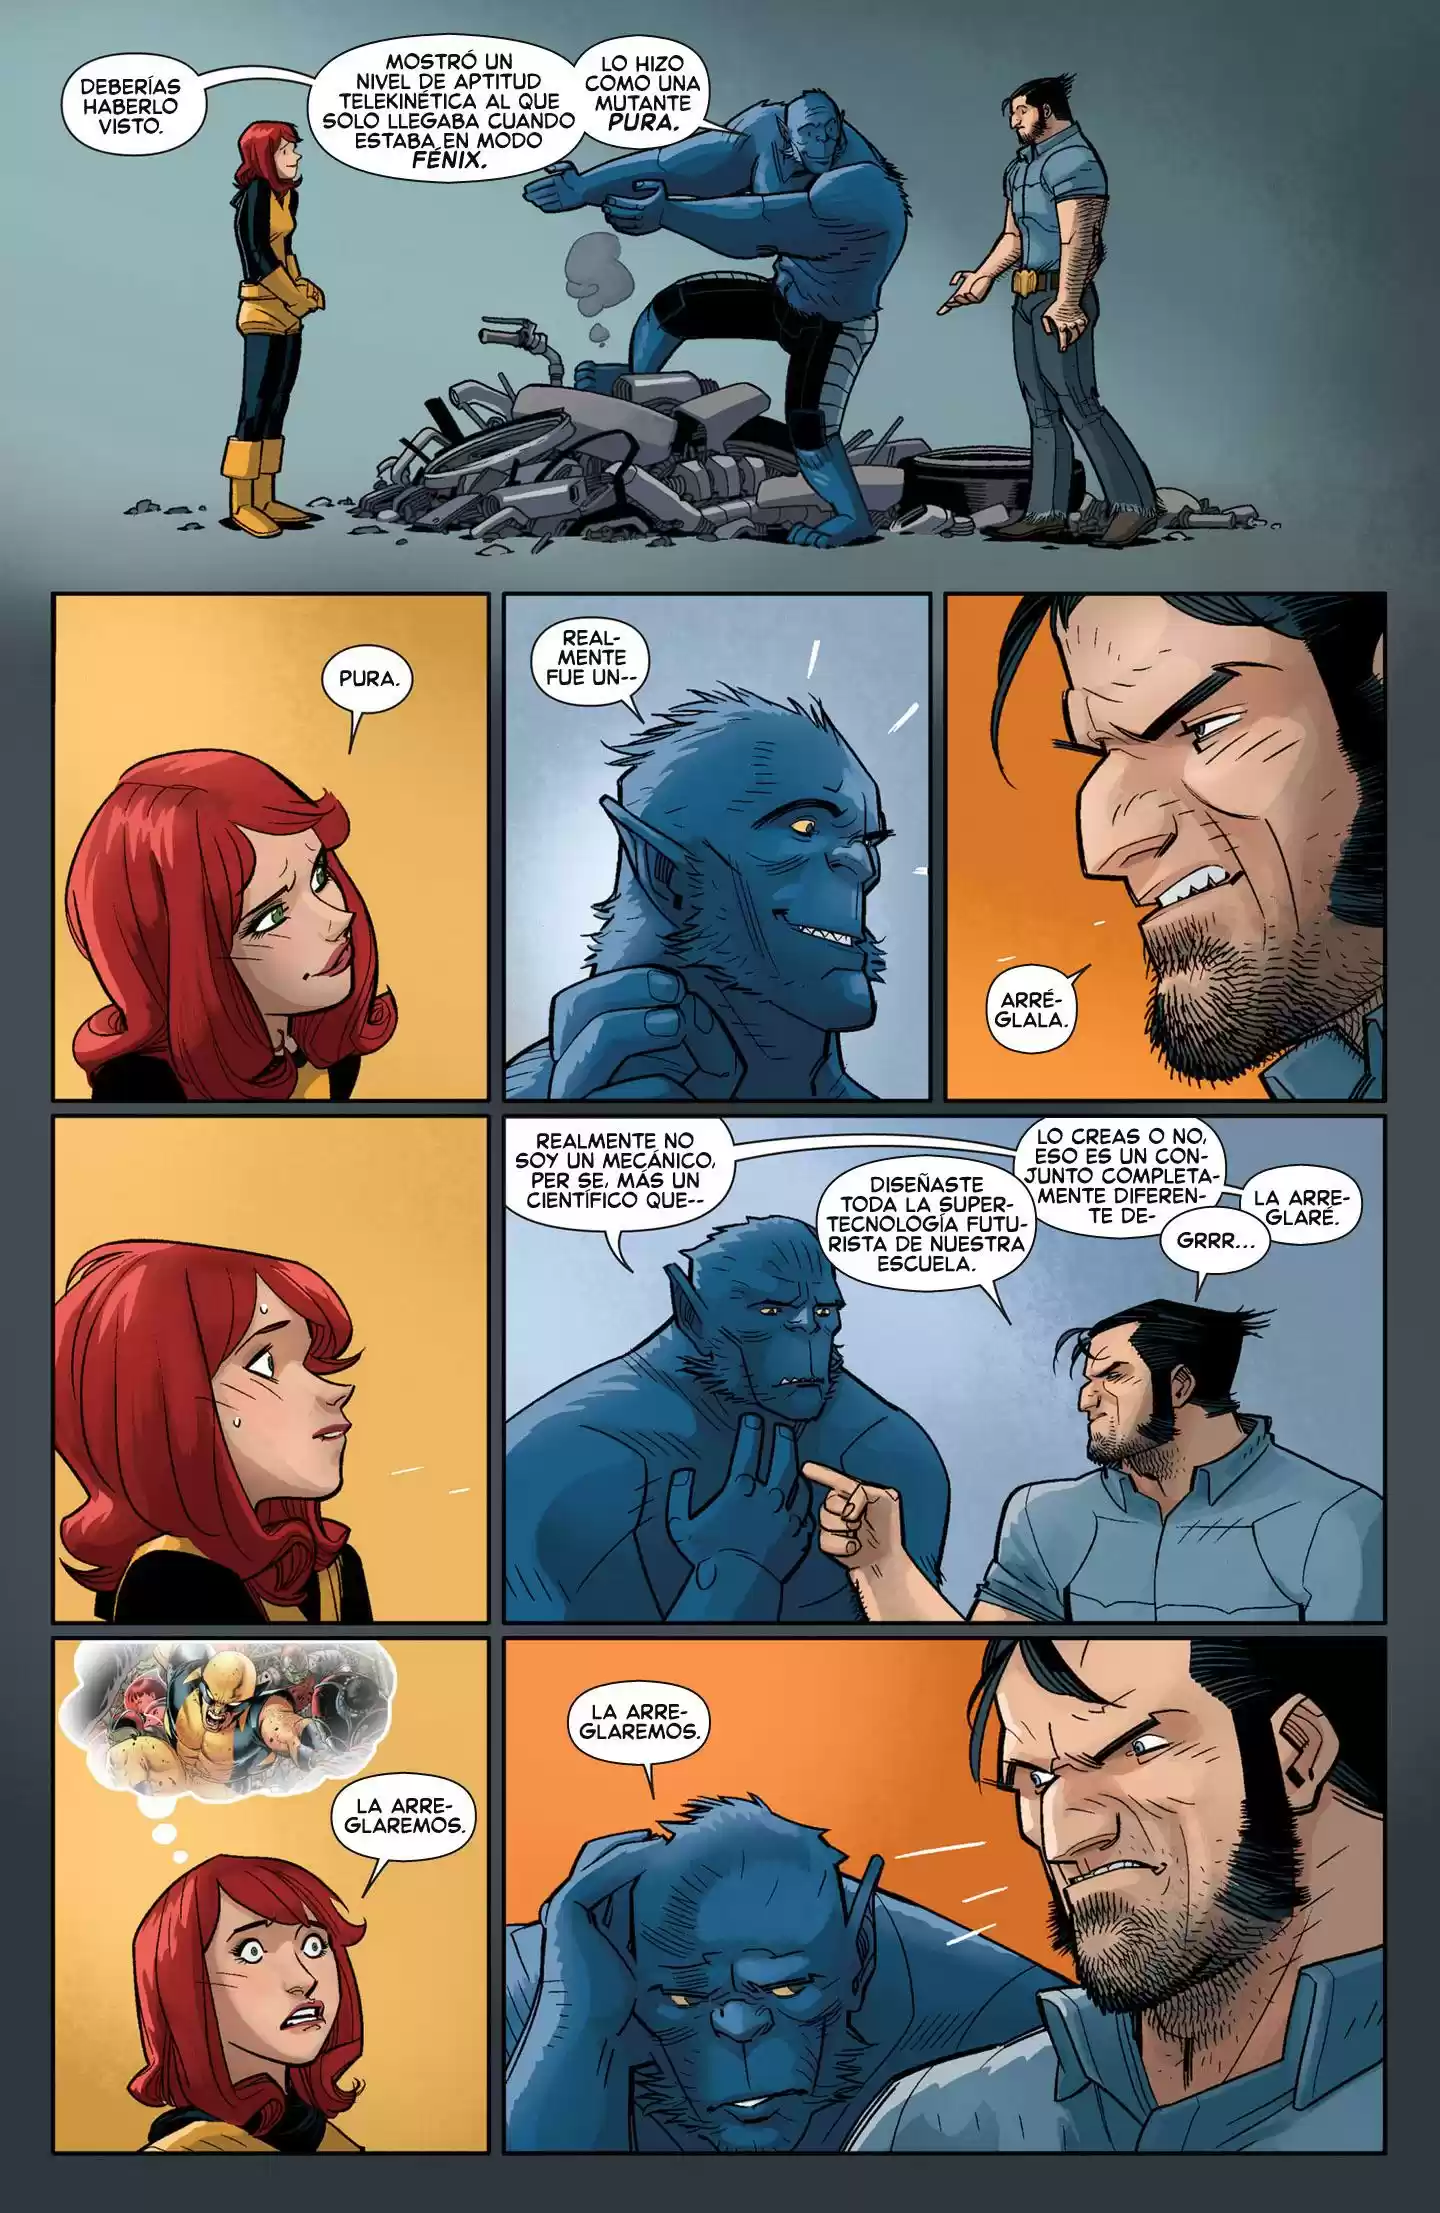 DEBERÍAS
HABERLO
VISTO.
MOSTRÓ UN
NIVEL DE APTITUD
TELEKINÉTICA AL QUE
SOLO LLEGABA CUANDO
ESTABA EN MODO
FÉNIX.
LO HIZO
COMO UNA
MUTANTE
PURA.
PURA.
REAL-
MENTE
FUE UN--
ARRÉ-
GLALA.
REALMENTE NO
SOY UN MECÁNICO,
PER SE, MÁS UN
CIENTÍFICO QUE--
DISEÑASTE
TODA LA SUPER-
TECNOLOGÍA FUTU-
RISTA DE NUESTRA
ESCUELA.
LO CREAS O NO,
ESO ES UN CON-
JUNTO COMPLETA-
MENTE DIFEREN-
TE DE-
GRRR...
LA ARRE-
GLARÉ.
LA ARRE-
GLAREMOS.
LA ARRE-
GLAREMOS.